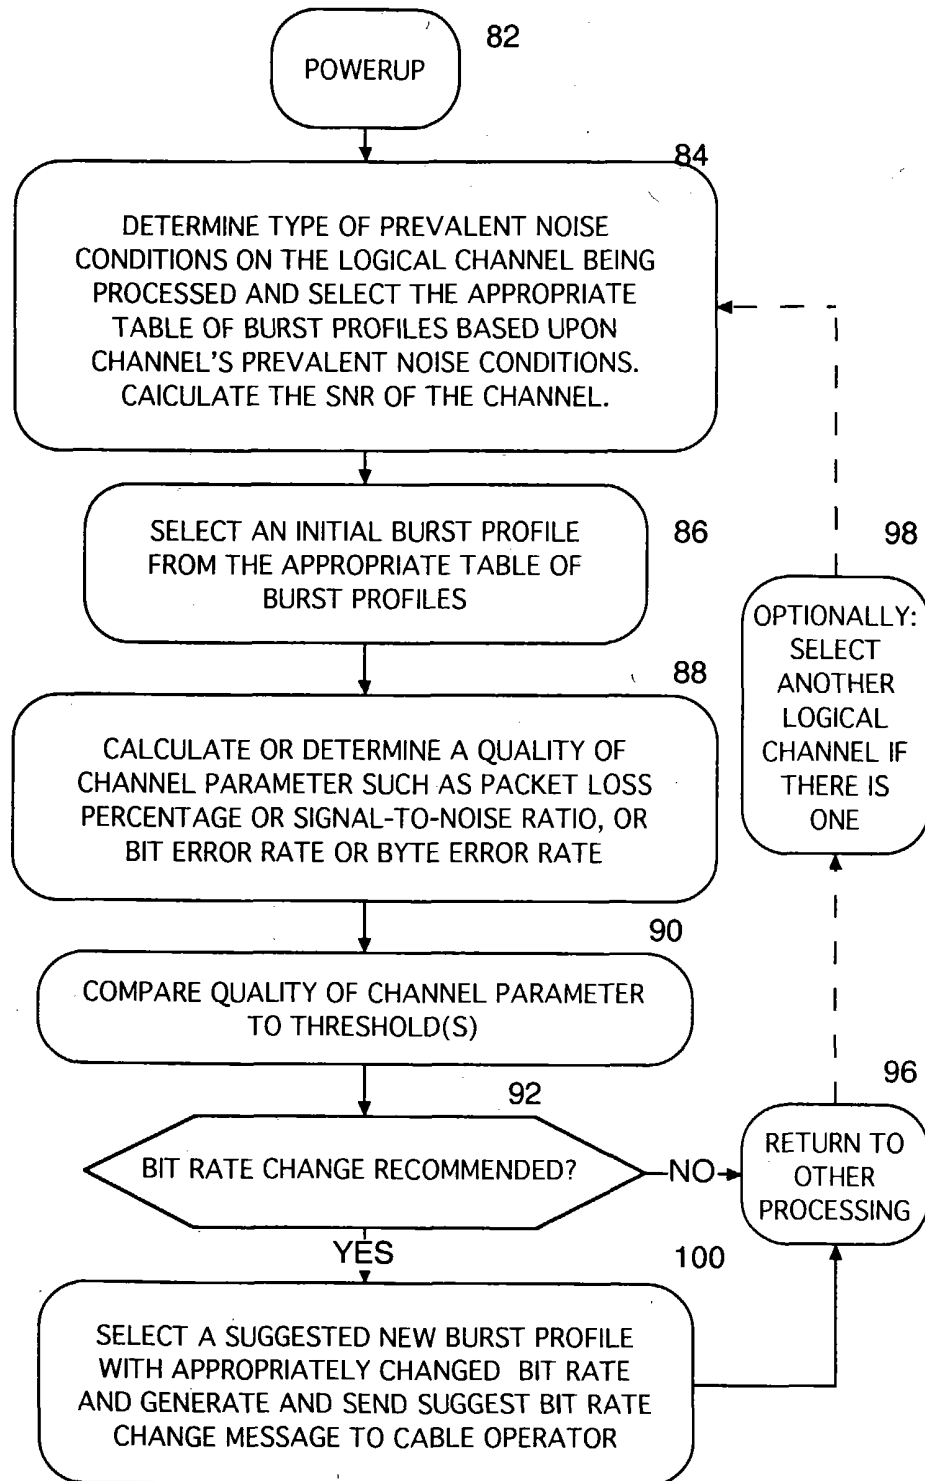 82
POWERUP
84
DETERMINE TYPE OF PREVALENT NOISE
CONDITIONS ON THE LOGICAL CHANNEL BEING
PROCESSED AND SELECT THE APPROPRIATE
TABLE OF BURST PROFILES BASED UPON
CHANNEL'S PREVALENT NOISE CONDITIONS.
CAICULATE THE SNR OF THE CHANNEL.
86
SELECT AN INITIAL BURST PROFILE
FROM THE APPROPRIATE TABLE OF
BURST PROFILES
88
CALCULATE OR DETERMINE A QUALITY OF
CHANNEL PARAMETER SUCH AS PACKET LOSS
PERCENTAGE OR SIGNAL-TO-NOISE RATIO, OR
BIT ERROR RATE OR BYTE ERROR RATE
90
COMPARE QUALITY OF CHANNEL PARAMETER
TO THRESHOLD(S)
92
BIT RATE CHANGE RECOMMENDED?
NO
YES
100
SELECT A SUGGESTED NEW BURST PROFILE
WITH APPROPRIATELY CHANGED BIT RATE
AND GENERATE AND SEND SUGGEST BIT RATE
CHANGE MESSAGE TO CABLE OPERATOR
96
RETURN TO
OTHER
PROCESSING
98
OPTIONALLY:
SELECT
ANOTHER
LOGICAL
CHANNEL IF
THERE IS
ONE